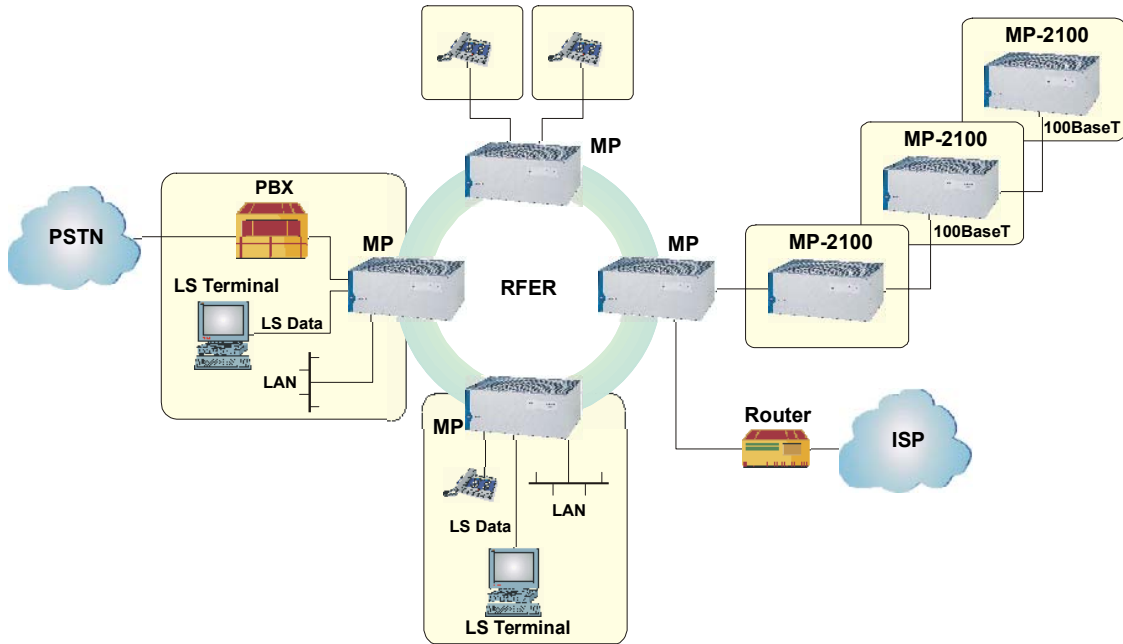 MP-2100
100BaseT
MP-2100
100BaseT
MP-2100
MP
PBX
PSTN
MP
LS Terminal
LS Data
LAN
RFER
MP
MP
LS Data
LAN
LS Terminal
Router
ISP